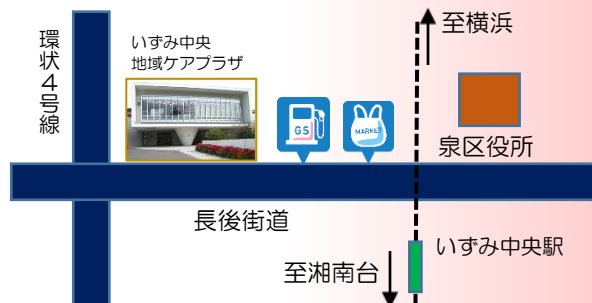 環状4号線
いずみ中央
地域ケアプラザ
至横浜
GS
MARKET
泉区役所
長後街道
いずみ中央駅
至湘南台